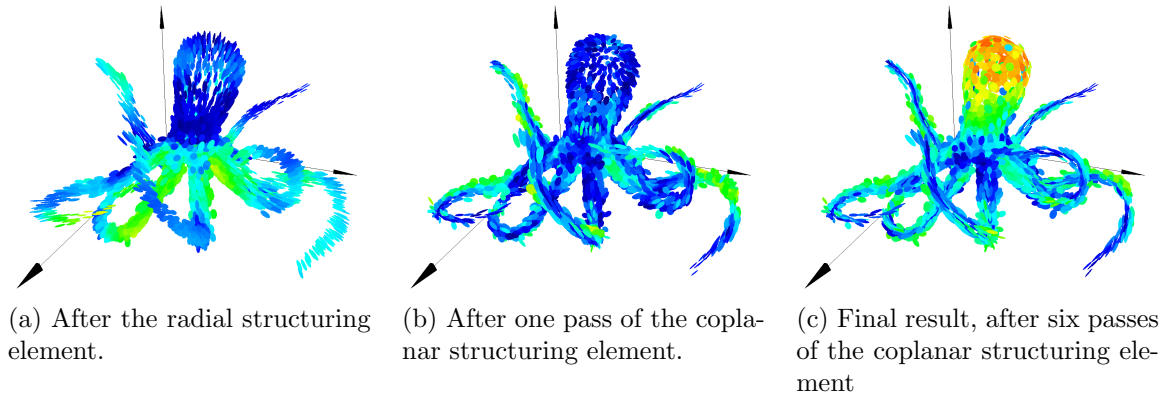 (a) After the radial structuring
element.
(b) After one pass of the copla-
nar structuring element.
(c) Final result, after six passes
of the coplanar structuring ele-
ment